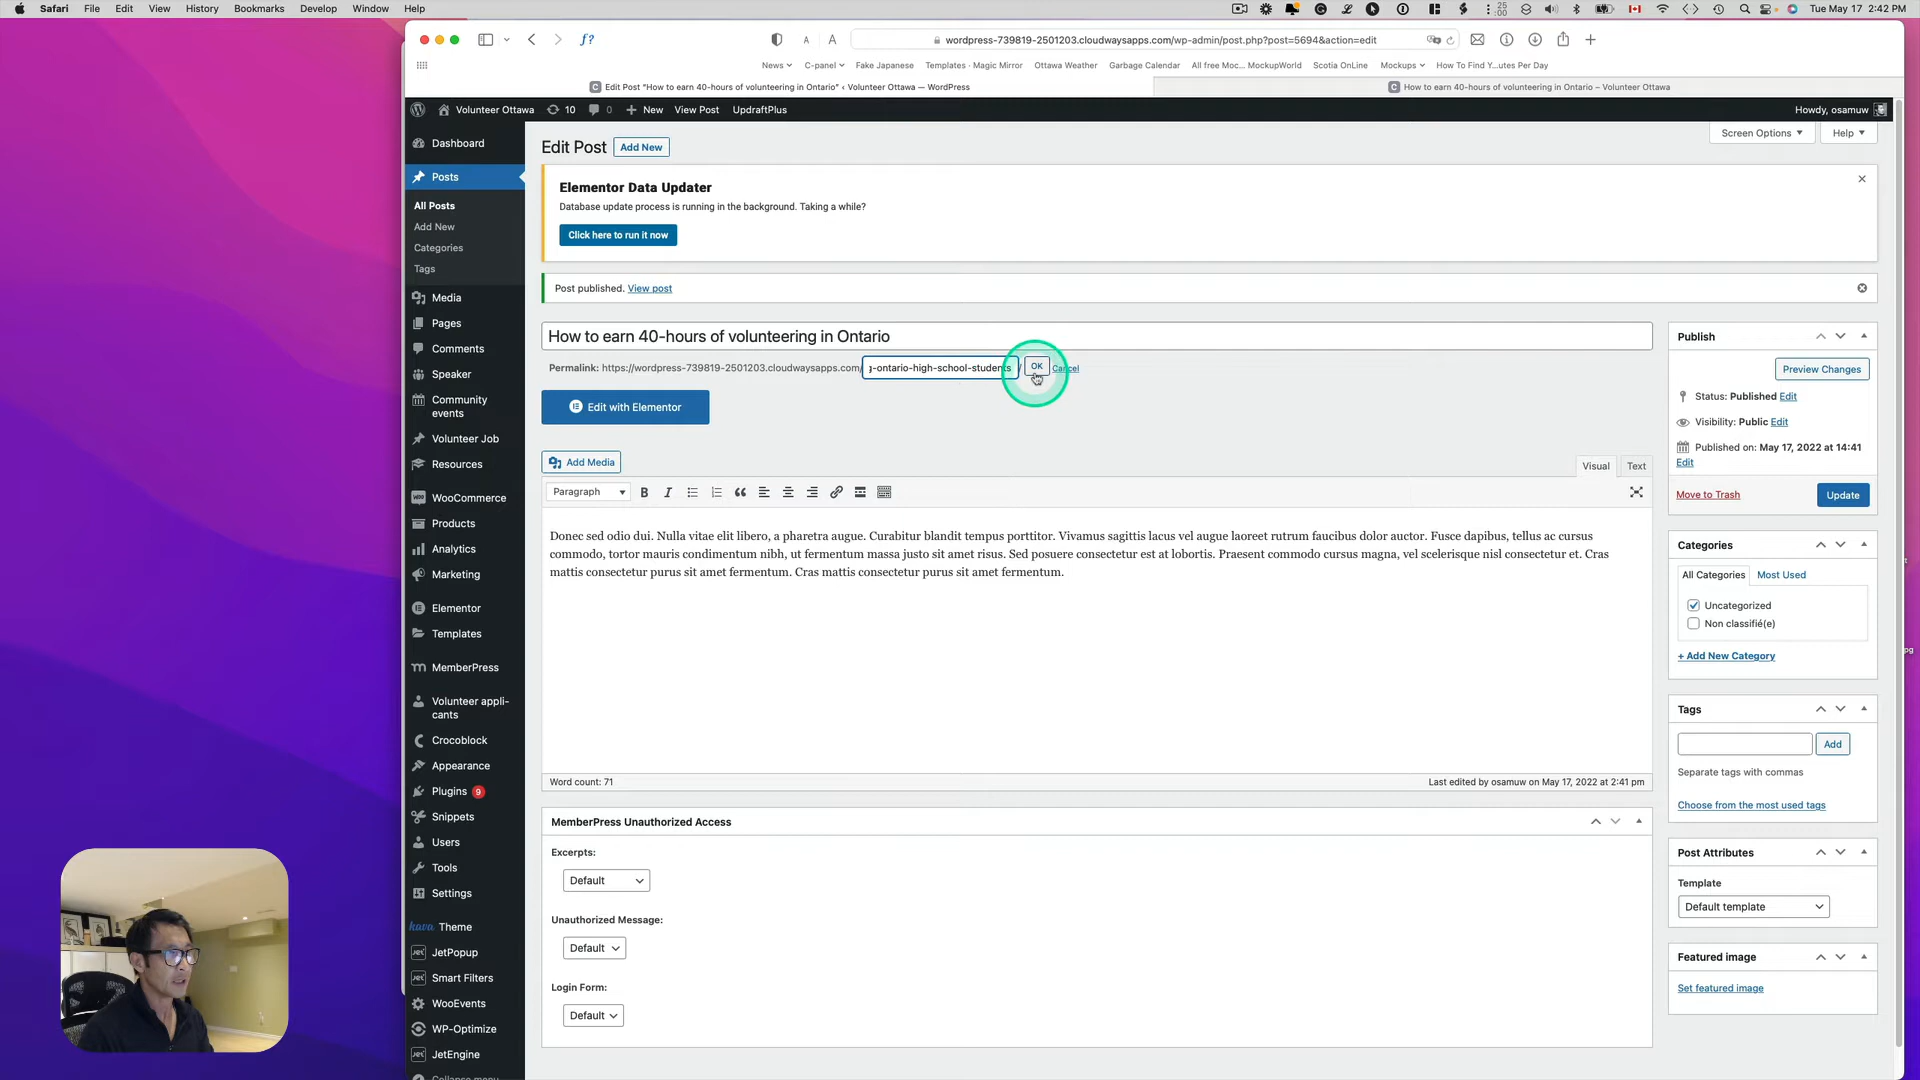 Safari File Edit View History Bookmarks Develop Window Help
25 :00 Tue May 17 2:42 PM
wordpress-739819-2501203.cloudwaysapps.com/wp-admin/post.php?post=5694&action=edit
News C-panel Fake Japanese Templates · Magic Mirror Ottawa Weather Garbage Calendar All free Moc... MockupWorld Scotia OnLine Mockups How To Find Y...utes Per Day
Edit Post "How to earn 40-hours of volunteering in Ontario" ‹ Volunteer Ottawa — WordPress
How to earn 40-hours of volunteering in Ontario – Volunteer Ottawa
Volunteer Ottawa 10 0 New View Post UpdraftPlus
Howdy, osamuw
Dashboard
Posts
All Posts
Add New
Categories
Tags
Media
Pages
Comments
Speaker
Community
events
Volunteer Job
Resources
WooCommerce
Products
Analytics
Marketing
Elementor
Templates
MemberPress
Volunteer appli-
cants
Crocoblock
Appearance
Plugins 9
Snippets
Users
Tools
Settings
kava Theme
JetPopup
Smart Filters
WooEvents
WP-Optimize
JetEngine
Collapse menu
Edit Post Add New
Screen Options Help
Elementor Data Updater
Database update process is running in the background. Taking a while?
Click here to run it now
Post published. View post
How to earn 40-hours of volunteering in Ontario
Permalink: https://wordpress-739819-2501203.cloudwaysapps.com/ g-ontario-high-school-students / OK Cancel
Edit with Elementor
Add Media
Visual Text
Paragraph B I
Donec sed odio dui. Nulla vitae elit libero, a pharetra augue. Curabitur blandit tempus porttitor. Vivamus sagittis lacus vel augue laoreet rutrum faucibus dolor auctor. Fusce dapibus, tellus ac cursus
commodo, tortor mauris condimentum nibh, ut fermentum massa justo sit amet risus. Sed posuere consectetur est at lobortis. Praesent commodo cursus magna, vel scelerisque nisl consectetur et. Cras
mattis consectetur purus sit amet fermentum. Cras mattis consectetur purus sit amet fermentum.
Word count: 71
Last edited by osamuw on May 17, 2022 at 2:41 pm
MemberPress Unauthorized Access
Excerpts:
Default
Unauthorized Message:
Default
Login Form:
Default
Publish
Preview Changes
Status: Published Edit
Visibility: Public Edit
Published on: May 17, 2022 at 14:41
Edit
Move to Trash Update
Categories
All Categories Most Used
Uncategorized
Non classifié(e)
+ Add New Category
Tags
Add
Separate tags with commas
Choose from the most used tags
Post Attributes
Template
Default template
Featured image
Set featured image